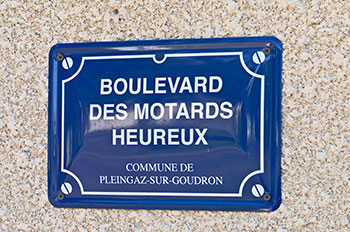 BOULEVARD
DES MOTARDS
HEUREUX
COMMUNE DE
PLEINGAZ-SUR-GOUDRON